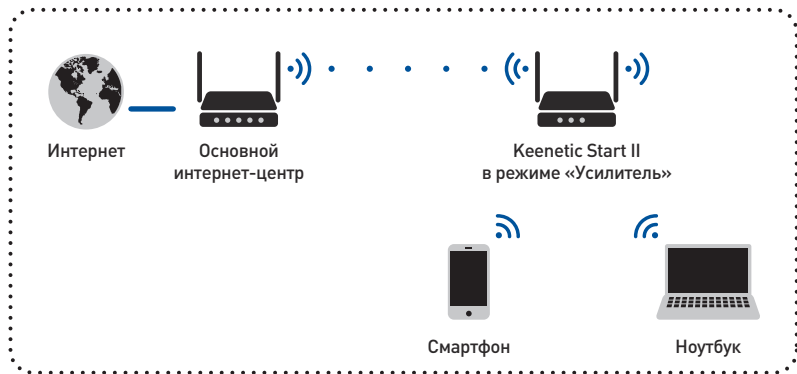 Интернет
Основной
интернет-центр
Keenetic Start II
в режиме «Усилитель»
Смартфон
Ноутбук